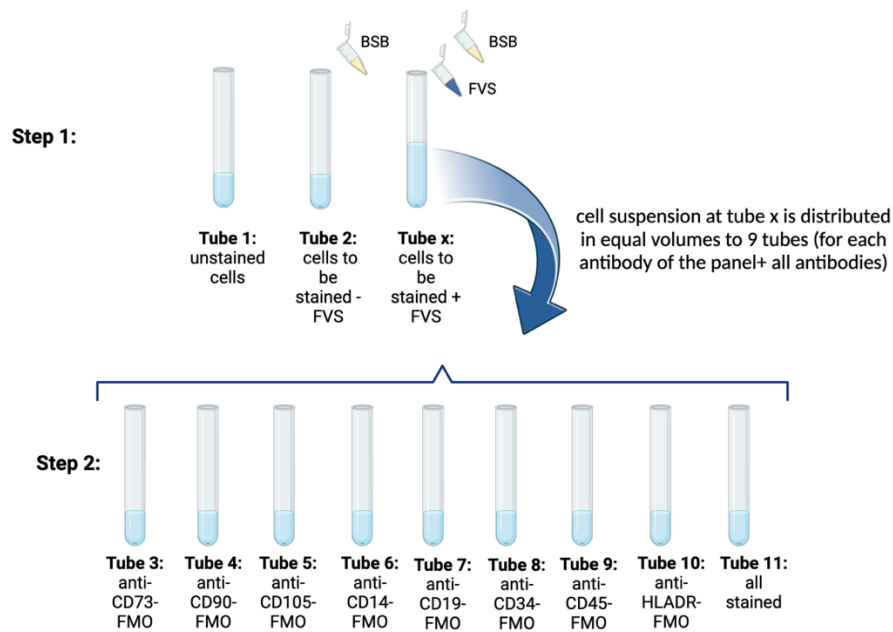 BSB
BSB
FVS
Step 1:
Tube 1:
unstained
cells
Tube 2:
cells to
be
stained -
FVS
Tube x:
cells to
be
stained +
FVS
cell suspension at tube x is distributed
in equal volumes to 9 tubes (for each
antibody of the panel+ all antibodies)
Step 2:
Tube 3:
anti-
CD73-
FMO
Tube 4:
anti-
CD90-
FMO
Tube 5:
anti-
CD105-
FMO
Tube 6:
anti-
CD14-
FMO
Tube 7:
anti-
CD19-
FMO
Tube 8:
anti-
CD34-
FMO
Tube 9:
anti-
CD45-
FMO
Tube 10:
anti-
HLADR-
FMO
Tube 11:
all
stained